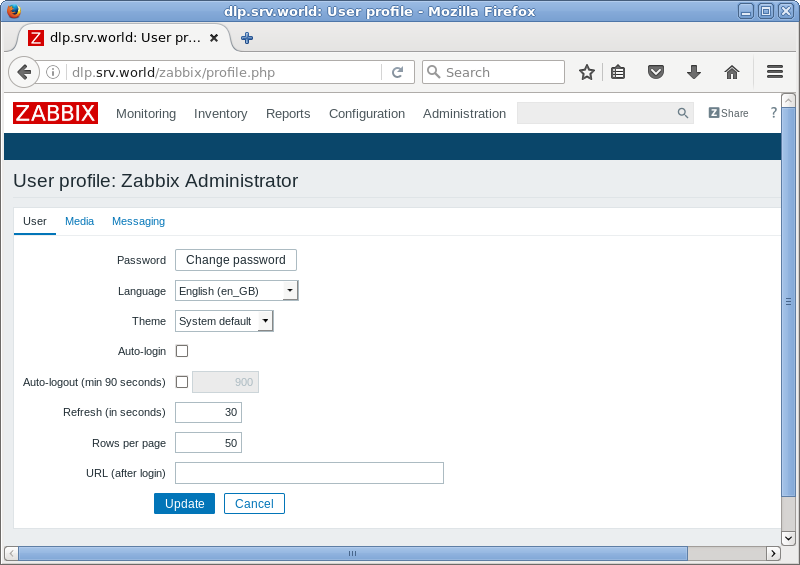 dlp.srv.world: User profile - Mozilla Firefox
Z dlp.srv.world: User pr...
dlp.srv.world/zabbix/profile.php
Search
ZABBIX Monitoring Inventory Reports Configuration Administration Z Share ?
User profile: Zabbix Administrator
User Media Messaging
Password Change password
Language English (en_GB)
Theme System default
Auto-login
Auto-logout (min 90 seconds) 900
Refresh (in seconds) 30
Rows per page 50
URL (after login)
Update Cancel